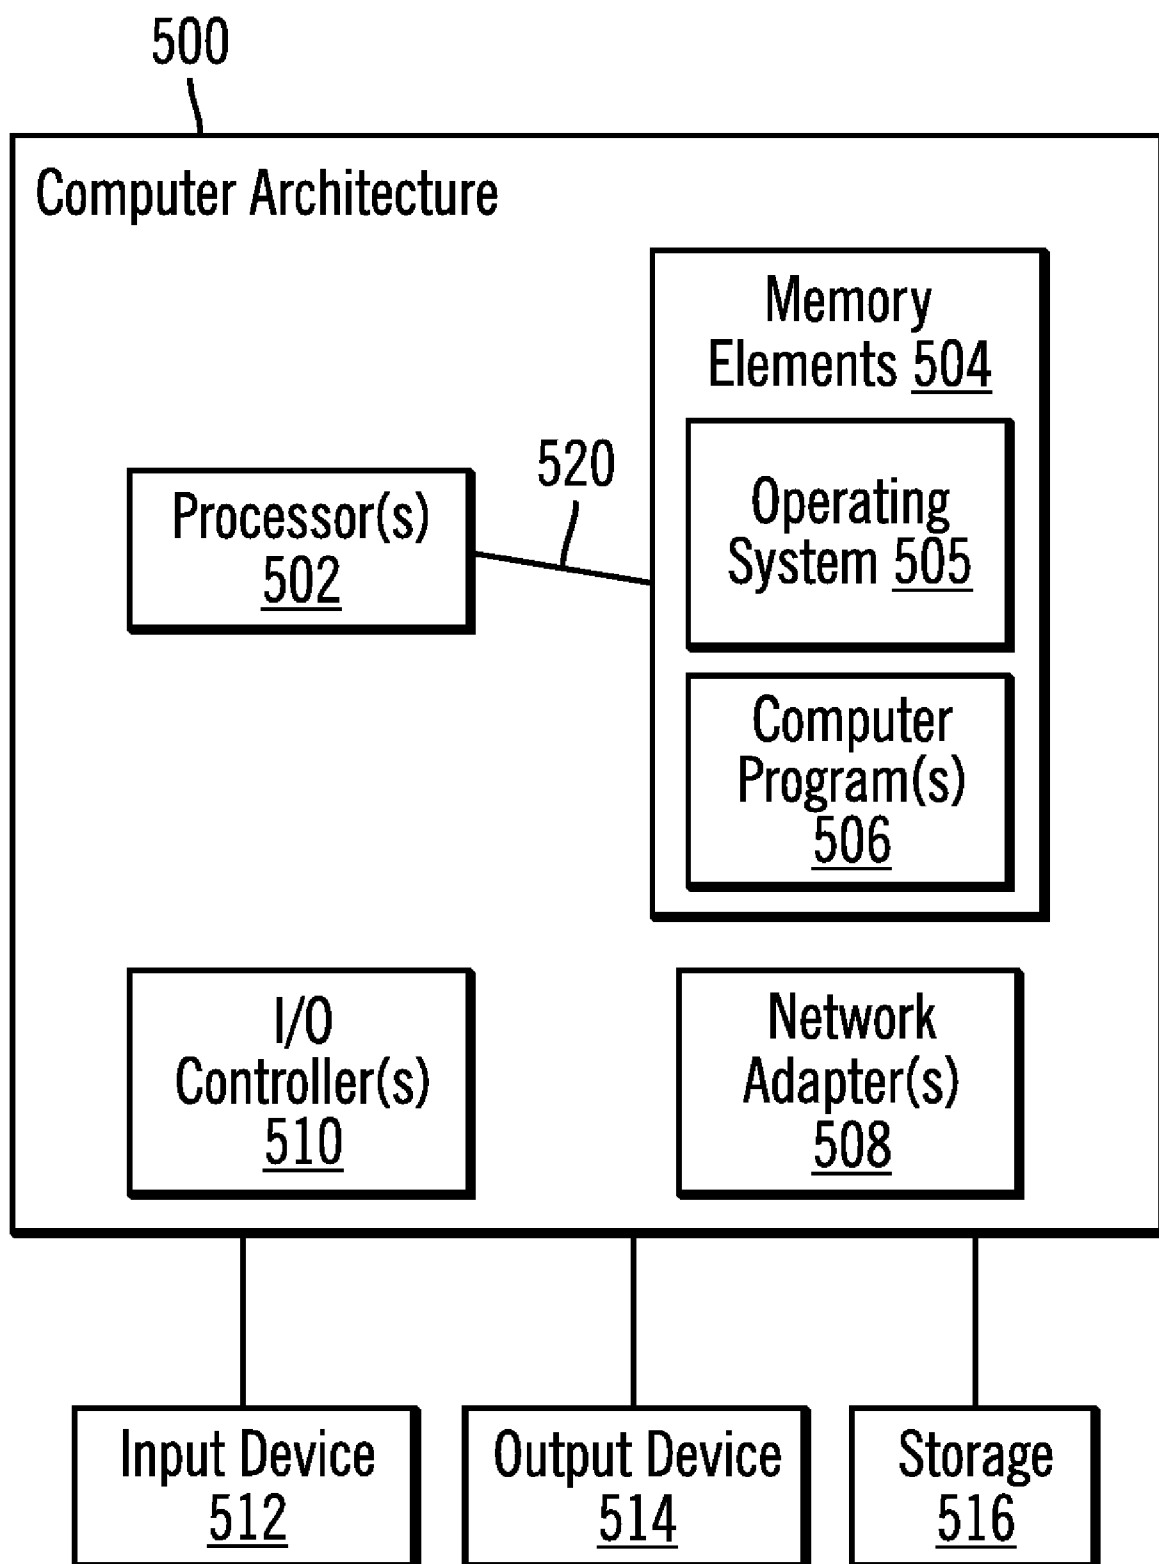 500
Computer Architecture
Memory
Elements 504
520
Operating
System 505
Processor(s)
502
Computer
Program(s)
506
I/O
Controller(s)
510
Network
Adapter(s)
508
Input Device
512
Output Device
514
Storage
516